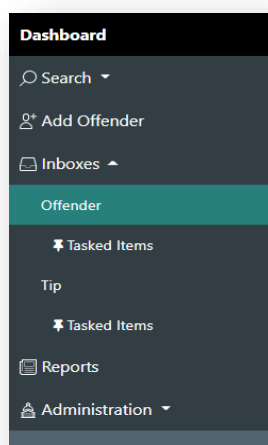 Dashboard
Search
Add Offender
Inboxes
Offender
Tasked Items
Tip
Tasked Items
Reports
Administration